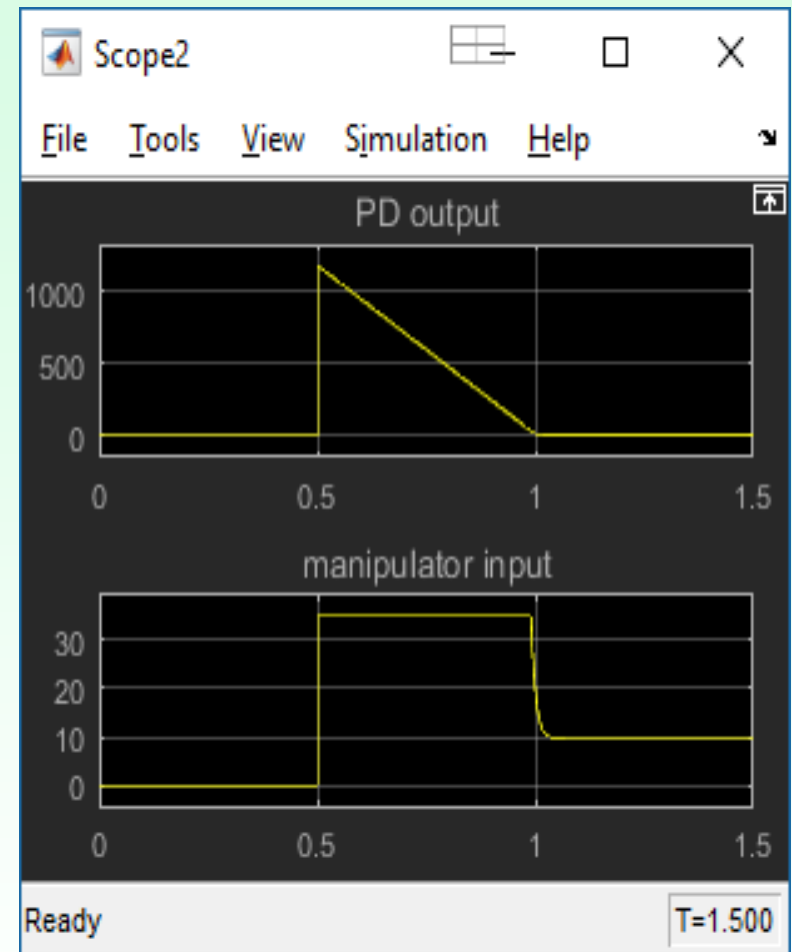 Scope2
File Tools View Simulation Help
PD output
1000
500
0
0 0.5 1 1.5
manipulator input
30
20
10
0
0 0.5 1 1.5
Ready T=1.500